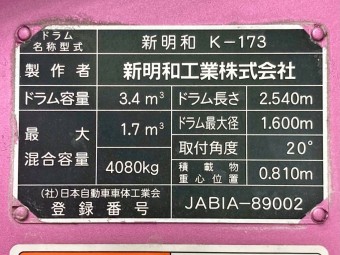 ドラム名称型式 新明和 K-173
製作者 新明和工業株式会社
ドラム容量 3.4 m³ ドラム長さ 2.540m
最大混合容量 1.7 m³ ドラム最大径 1.600m
4080kg 取付角度 20°
積載物重心位置 0.810m
(社)日本自動車車体工業会
登録番号 JABIA-89002